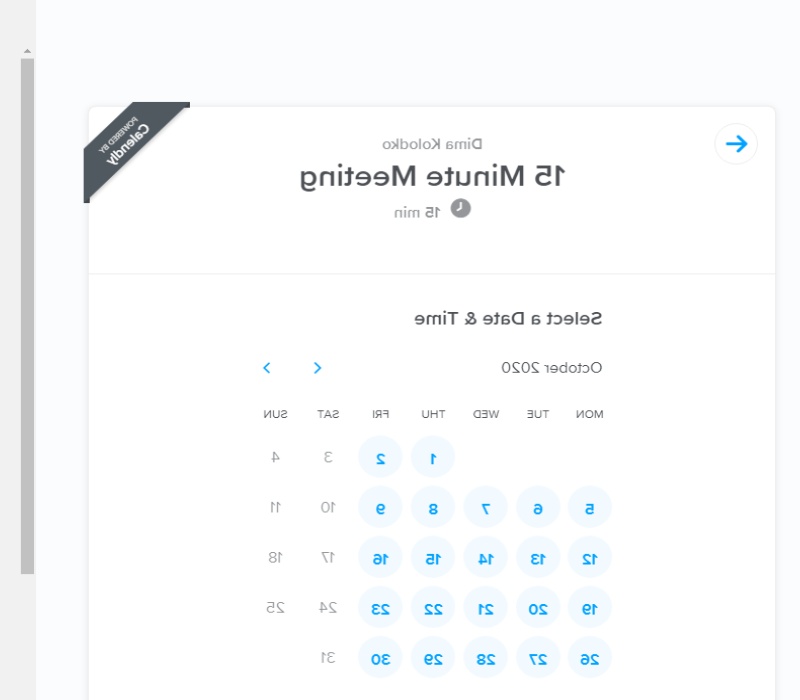 POWERED BY
Calendly
Dima Kolodko
15 Minute Meeting
15 min
Select a Date & Time
October 2020
MON TUE WED THU FRI SAT SUN
1 2 3 4
5 6 7 8 9 10 11
12 13 14 15 16 17 18
19 20 21 22 23 24 25
26 27 28 29 30 31